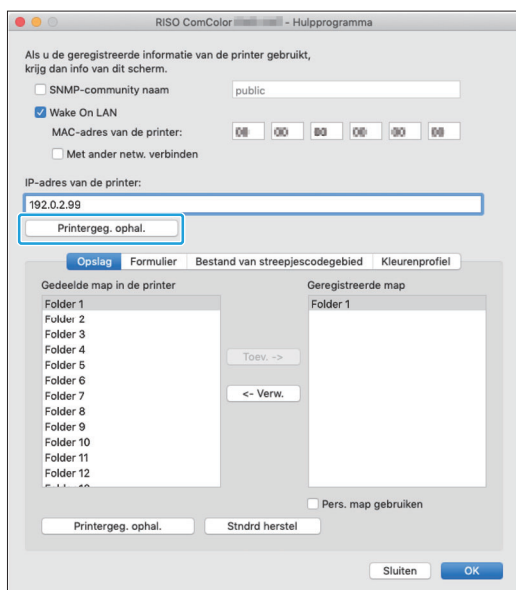 RISO ComColor - Hulpprogramma
Als u de geregistreerde informatie van de printer gebruikt,
krijg dan info van dit scherm.
SNMP-community naam public
Wake On LAN
MAC-adres van de printer:
Met ander netw. verbinden
IP-adres van de printer:
192.0.2.99
Printergeg. ophal.
Opslag Formulier Bestand van streepjescodegebied Kleurenprofiel
Gedeelde map in de printer Geregistreerde map
Folder 1 Folder 1
Folder 2
Folder 3
Folder 4
Folder 5
Folder 6
Folder 7
Folder 8
Folder 9
Folder 10
Folder 11
Folder 12
Toev. ->
<- Verw.
Pers. map gebruiken
Printergeg. ophal. Stndrd herstel
Sluiten OK